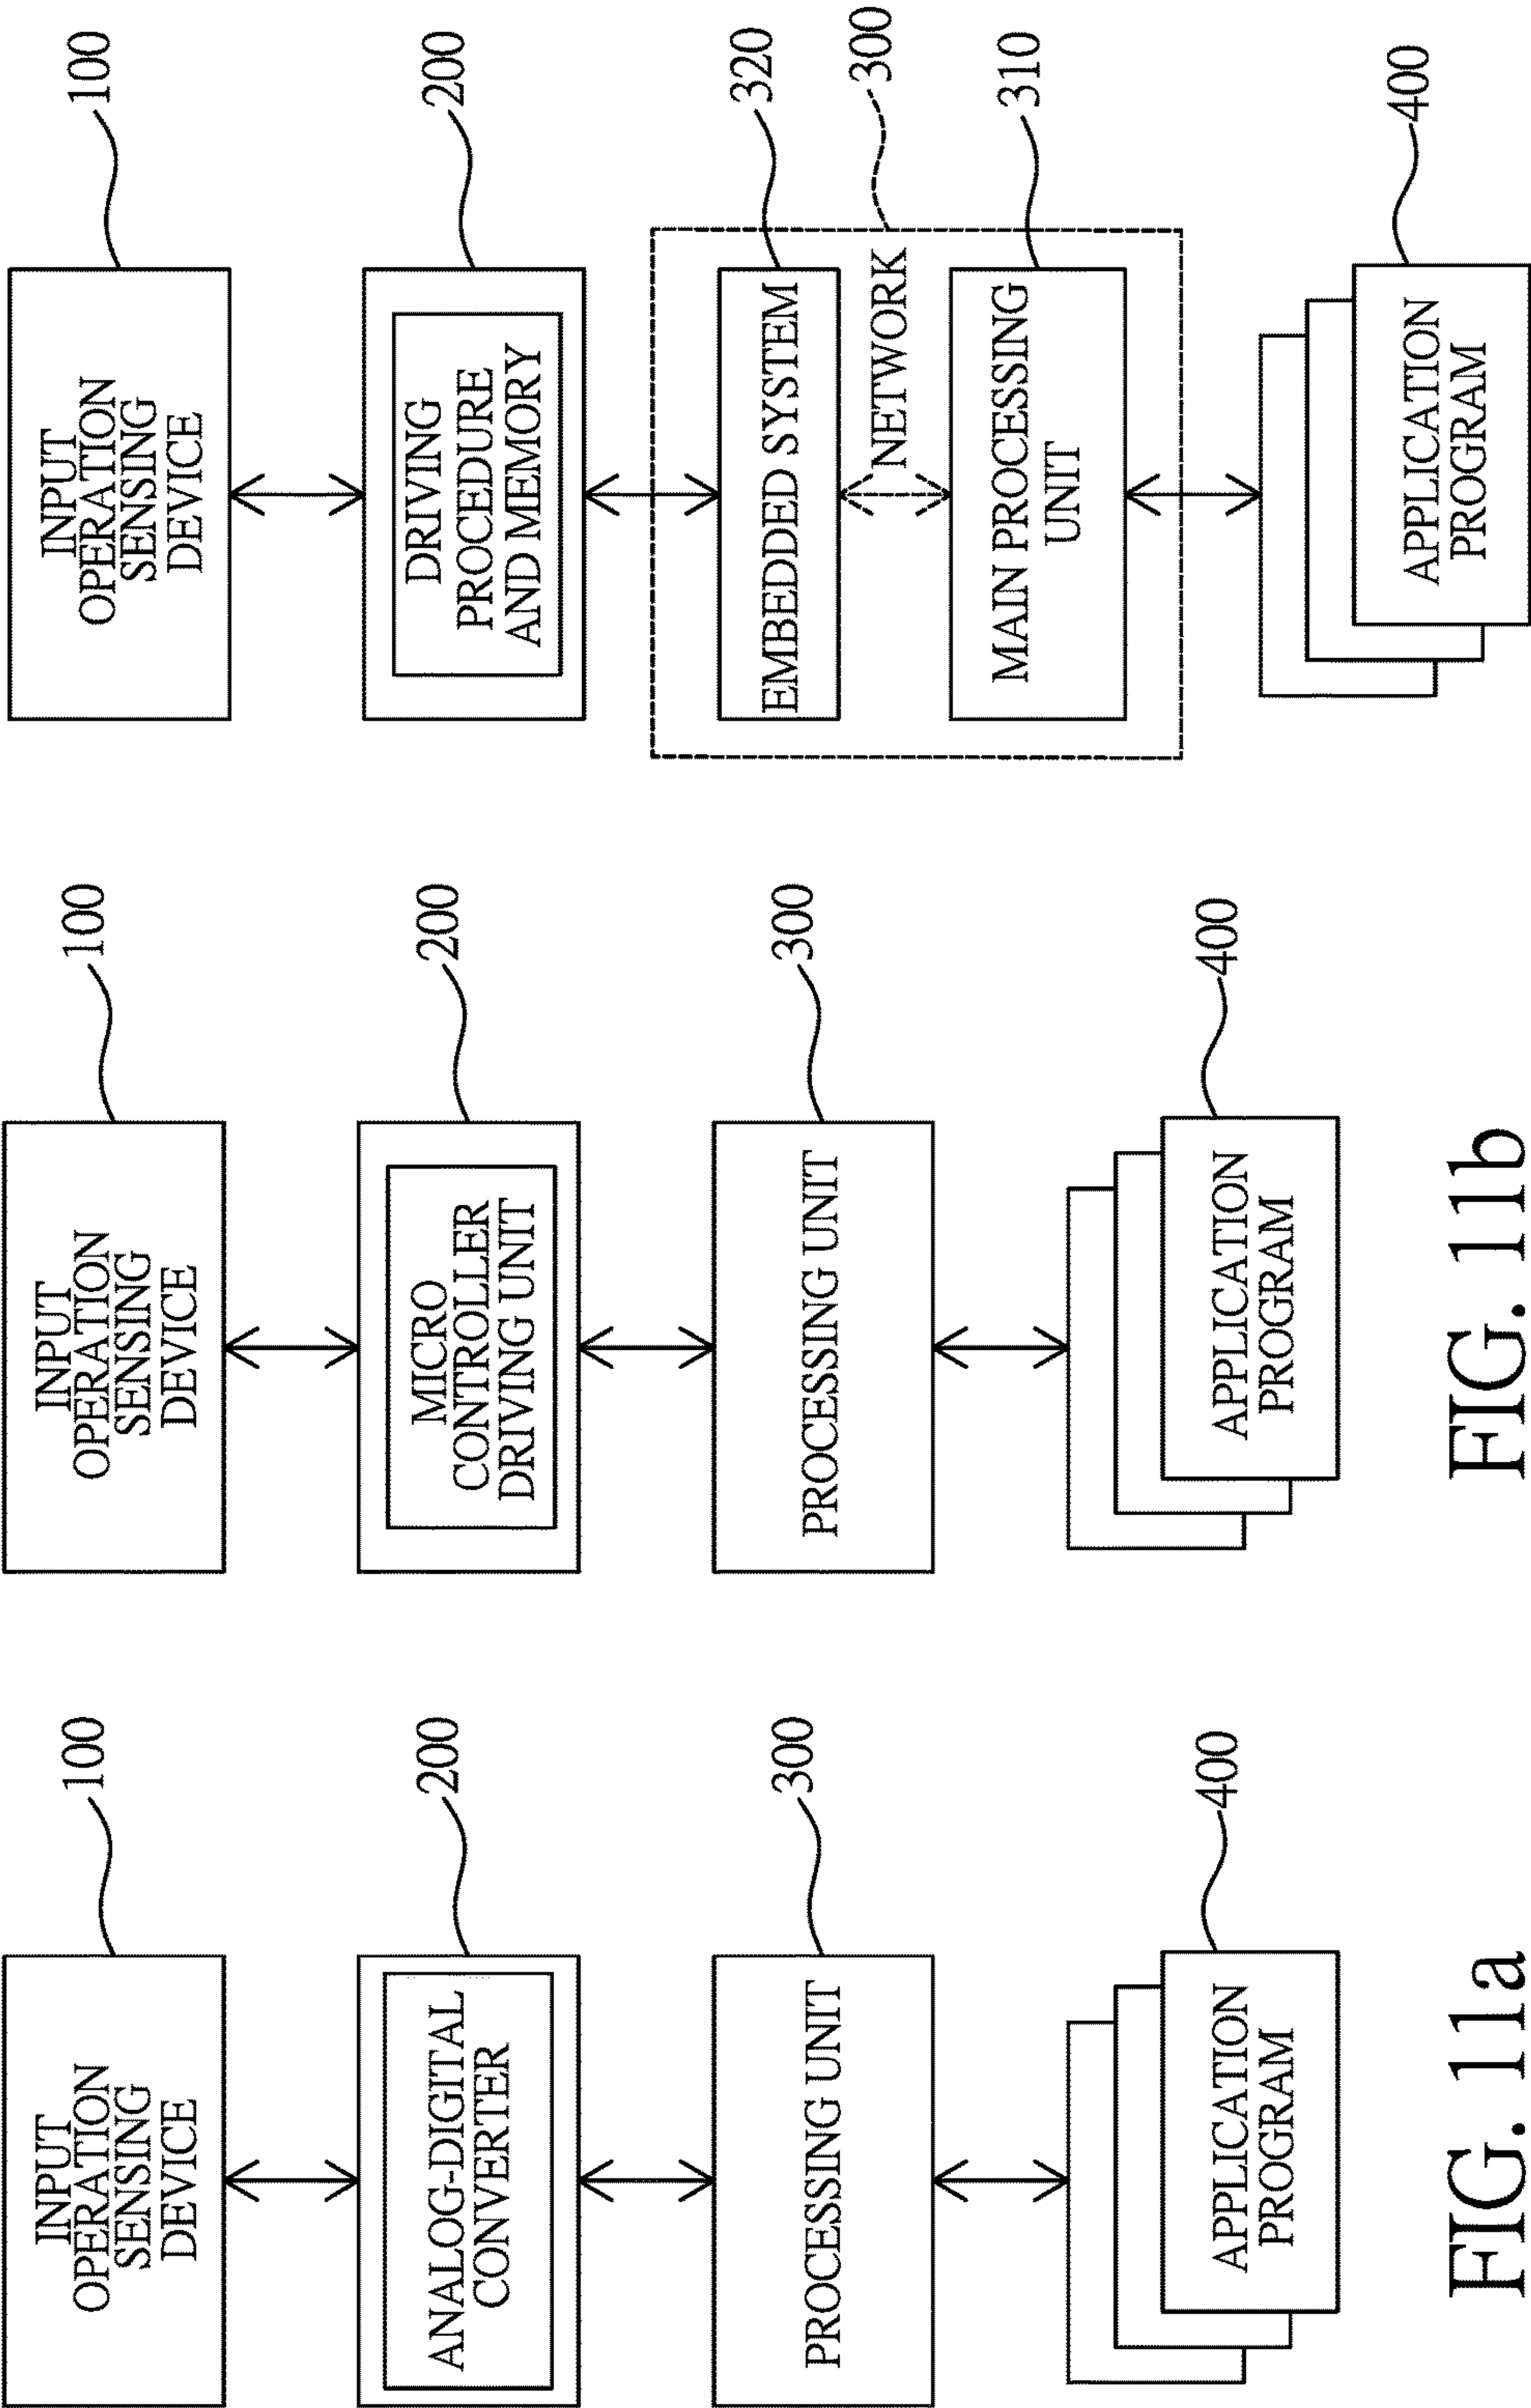 100
INPUT
OPERATION
SENSING
DEVICE
200
ANALOG-DIGITAL
CONVERTER
300
PROCESSING UNIT
400
APPLICATION
PROGRAM
FIG. 11a
100
INPUT
OPERATION
SENSING
DEVICE
200
MICRO
CONTROLLER
DRIVING UNIT
300
PROCESSING UNIT
400
APPLICATION
PROGRAM
FIG. 11b
100
INPUT
OPERATION
SENSING
DEVICE
200
DRIVING
PROCEDURE
AND MEMORY
320
EMBEDDED SYSTEM
300
NETWORK
310
MAIN PROCESSING
UNIT
400
APPLICATION
PROGRAM